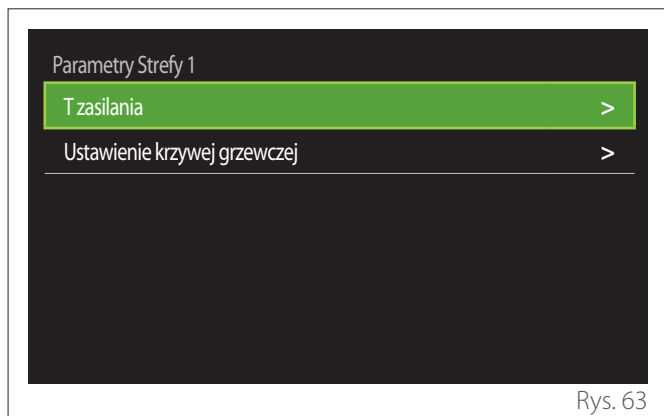 Parametry Strefy 1
T zasilania >
Ustawienie krzywej grzewczej >
Rys. 63